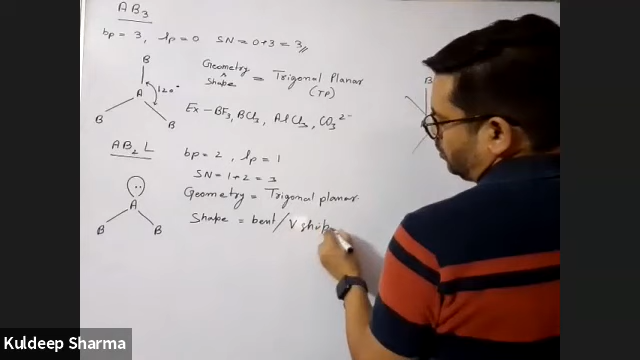 AB3
bp = 3, lp = 0 SN = 0+3 = 3
B
A
120°
B
B
Geometry & Shape = Trigonal Planar
(TP)
Ex - BF3, BCl3, AlCl3, CO3 2-
B
AB2 L
bp = 2, lp = 1
SN = 1+2 = 3
Geometry = Trigonal planar
Shape = bent/V shape
A
B
B
Kuldeep Sharma